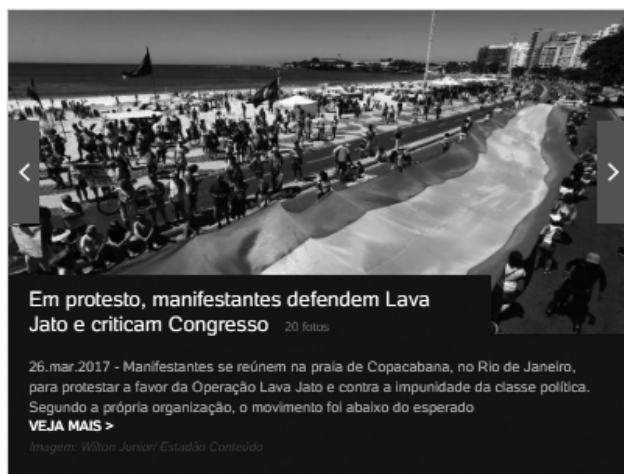 Em protesto, manifestantes defendem Lava
Jato e criticam Congresso 20 fotos
26.mar.2017 - Manifestantes se reúnem na praia de Copacabana, no Rio de Janeiro,
para protestar a favor da Operação Lava Jato e contra a impunidade da classe política.
Segundo a própria organização, o movimento foi abaixo do esperado
VEJA MAIS >
Imagem: Wilton Junior/ Estadão Conteúdo